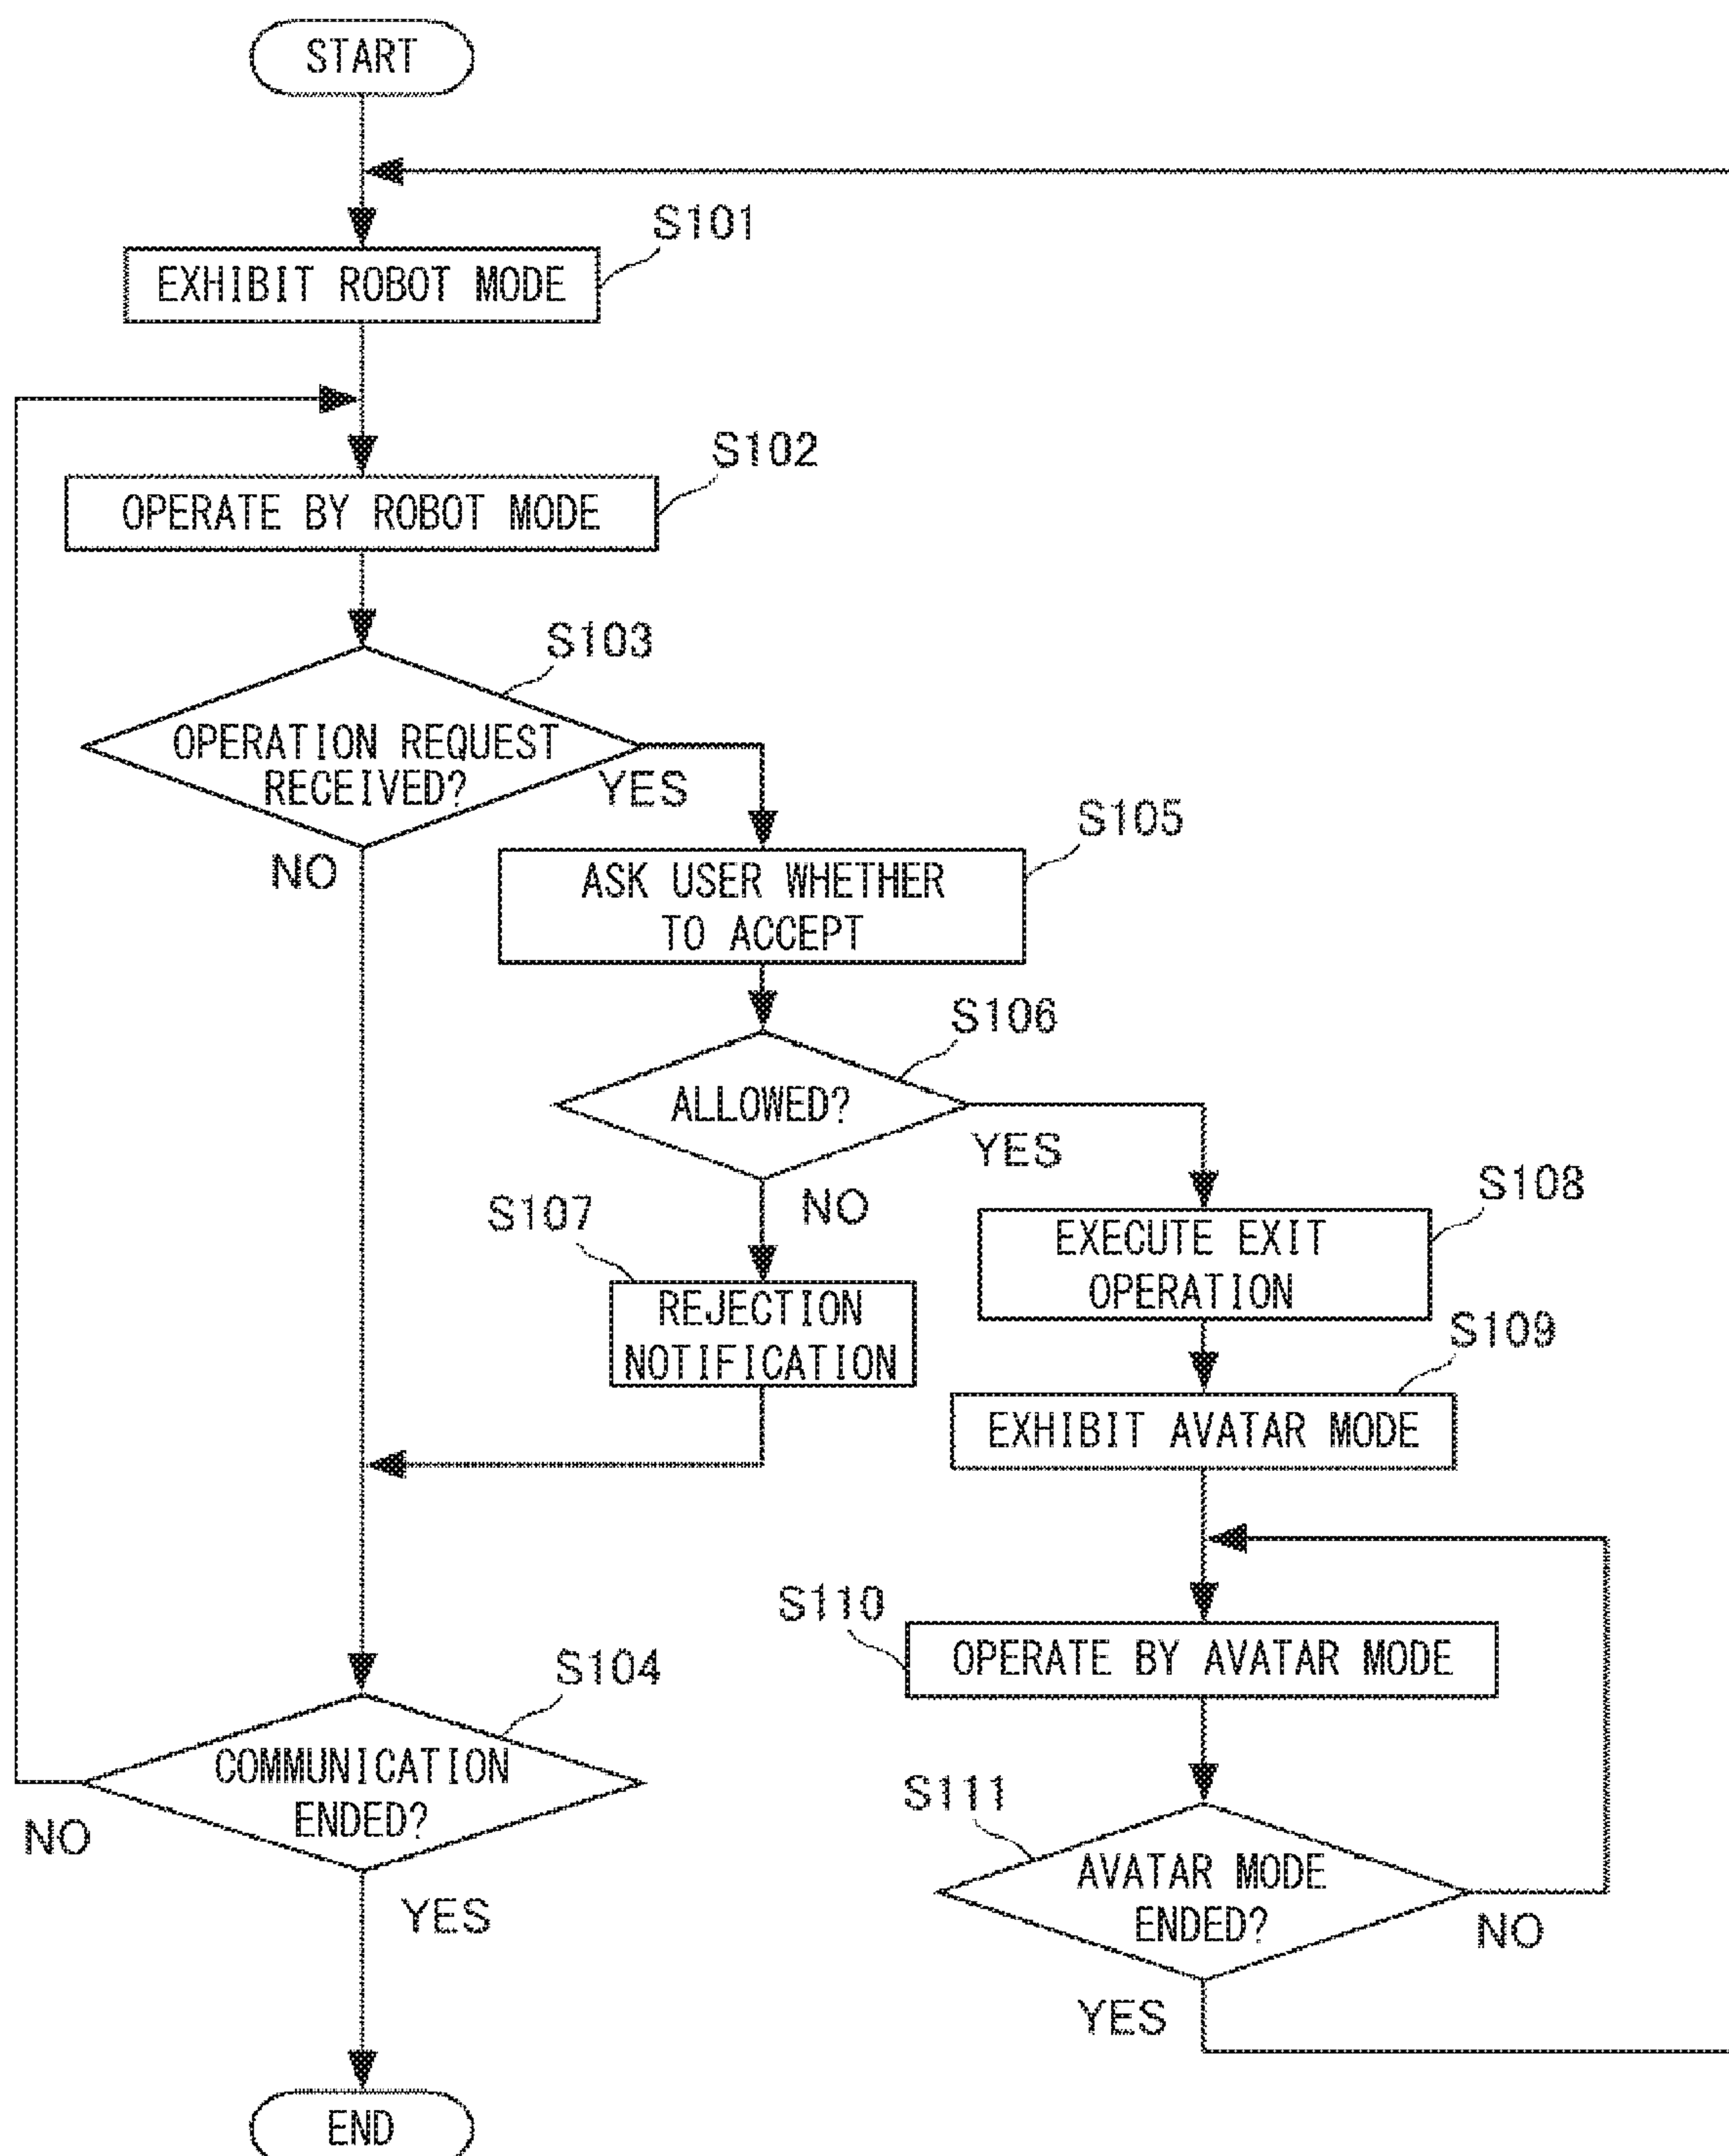 START
S101
EXHIBIT ROBOT MODE
S102
OPERATE BY ROBOT MODE
S103
OPERATION REQUEST
RECEIVED?
YES
NO
S105
ASK USER WHETHER
TO ACCEPT
S106
ALLOWED?
YES
NO
S107
REJECTION
NOTIFICATION
S108
EXECUTE EXIT
OPERATION
S109
EXHIBIT AVATAR MODE
S110
OPERATE BY AVATAR MODE
S111
AVATAR MODE
ENDED?
NO
YES
S104
COMMUNICATION
ENDED?
NO
YES
END